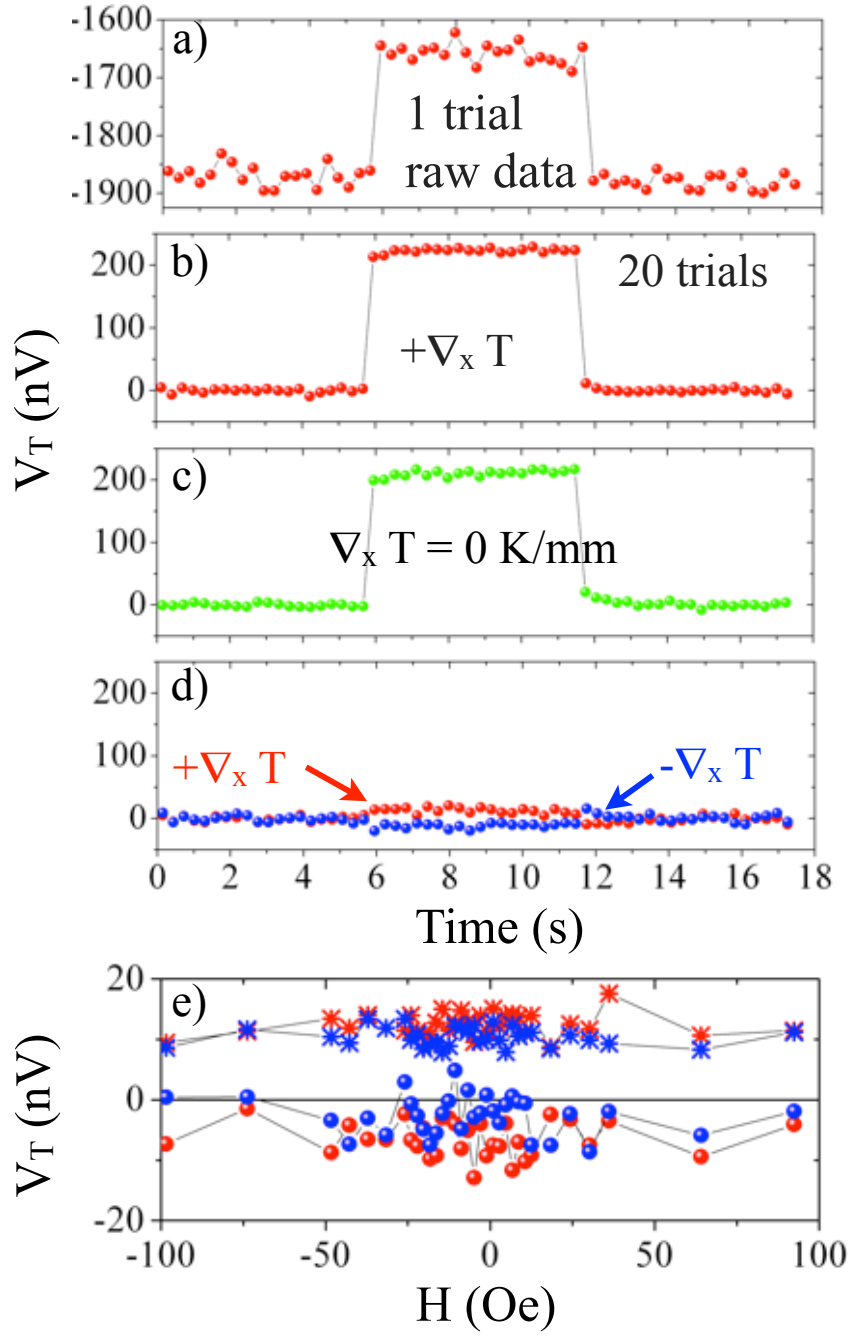 a)
-1600
-1700
-1800
-1900
1 trial
raw data
b)
200
100
0
20 trials
+∇x T
c)
200
100
0
∇x T = 0 K/mm
d)
200
100
0
+∇x T
-∇x T
VT (nV)
0 2 4 6 8 10 12 14 16 18
Time (s)
e)
20
0
-20
VT (nV)
-100 -50 0 50 100
H (Oe)